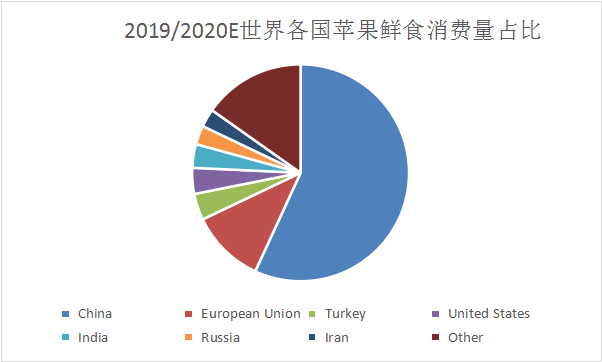 2019/2020E世界各国苹果鲜食消费量占比
China European Union Turkey United States
India Russia Iran Other